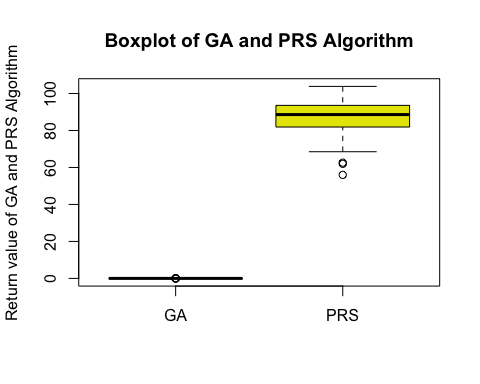 Boxplot of GA and PRS Algorithm
Return value of GA and PRS Algorithm
100
80
60
40
20
0
GA
PRS